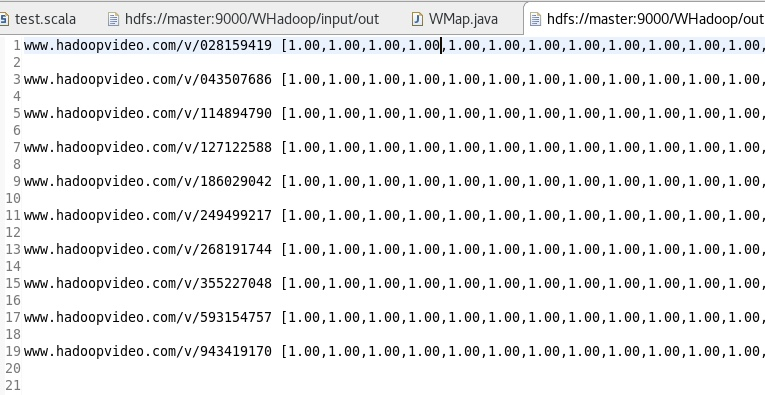 test.scala hdfs://master:9000/WHadoop/input/out WMap.java hdfs://master:9000/WHadoop/out
1 www.hadoopvideo.com/v/028159419 [1.00,1.00,1.00,1.00,1.00,1.00,1.00,1.00,1.00,1.00,1.00,1.00,
2
3 www.hadoopvideo.com/v/043507686 [1.00,1.00,1.00,1.00,1.00,1.00,1.00,1.00,1.00,1.00,1.00,1.00,
4
5 www.hadoopvideo.com/v/114894790 [1.00,1.00,1.00,1.00,1.00,1.00,1.00,1.00,1.00,1.00,1.00,1.00,
6
7 www.hadoopvideo.com/v/127122588 [1.00,1.00,1.00,1.00,1.00,1.00,1.00,1.00,1.00,1.00,1.00,1.00,
8
9 www.hadoopvideo.com/v/186029042 [1.00,1.00,1.00,1.00,1.00,1.00,1.00,1.00,1.00,1.00,1.00,1.00,
10
11 www.hadoopvideo.com/v/249499217 [1.00,1.00,1.00,1.00,1.00,1.00,1.00,1.00,1.00,1.00,1.00,1.00,
12
13 www.hadoopvideo.com/v/268191744 [1.00,1.00,1.00,1.00,1.00,1.00,1.00,1.00,1.00,1.00,1.00,1.00,
14
15 www.hadoopvideo.com/v/355227048 [1.00,1.00,1.00,1.00,1.00,1.00,1.00,1.00,1.00,1.00,1.00,1.00,
16
17 www.hadoopvideo.com/v/593154757 [1.00,1.00,1.00,1.00,1.00,1.00,1.00,1.00,1.00,1.00,1.00,1.00,
18
19 www.hadoopvideo.com/v/943419170 [1.00,1.00,1.00,1.00,1.00,1.00,1.00,1.00,1.00,1.00,1.00,1.00,
20
21